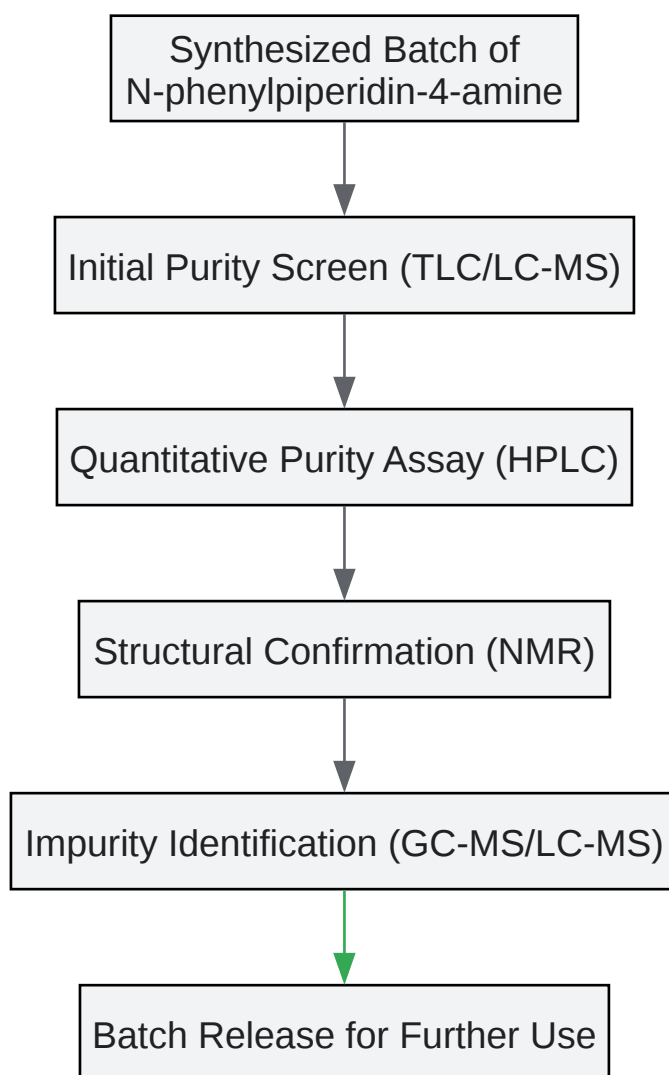 Synthesized Batch of
N-phenylpiperidin-4-amine
Initial Purity Screen (TLC/LC-MS)
Quantitative Purity Assay (HPLC)
Structural Confirmation (NMR)
Impurity Identification (GC-MS/LC-MS)
Batch Release for Further Use